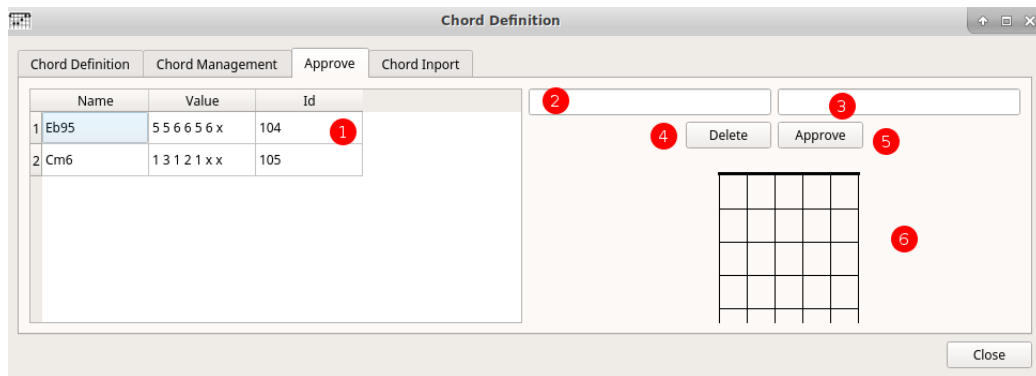 Chord Definition
Chord Definition Chord Management Approve Chord Inport
Name Value Id
1 Eb95 5 5 6 6 5 6 x 104 1
2 Cm6 1 3 1 2 1 x x 105
2 3
4 Delete Approve 5
6
Close